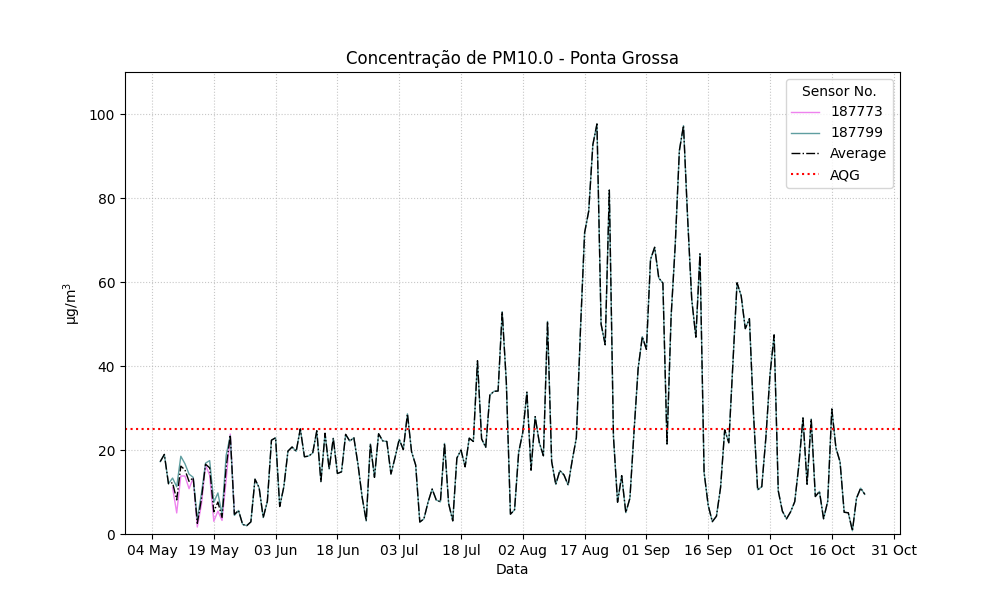 Concentração de PM10.0 - Ponta Grossa
Sensor No.
187773
187799
Average
AQG
µg/m³
100
80
60
40
20
0
04 May 19 May 03 Jun 18 Jun 03 Jul 18 Jul 02 Aug 17 Aug 01 Sep 16 Sep 01 Oct 16 Oct 31 Oct
Data